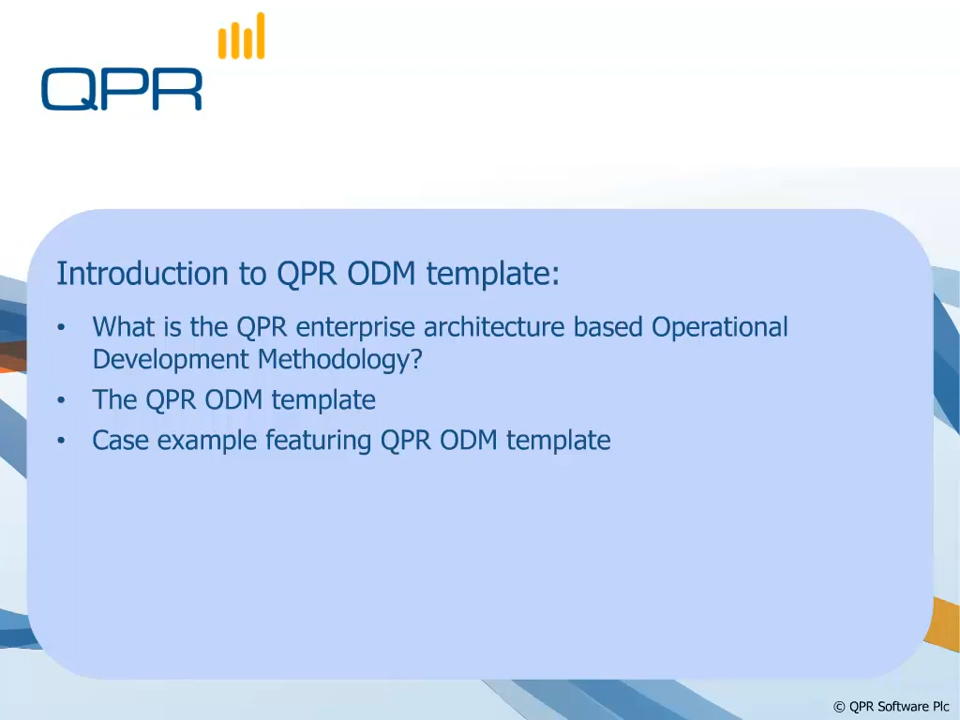 QPR
Introduction to QPR ODM template:
• What is the QPR enterprise architecture based Operational
Development Methodology?
• The QPR ODM template
• Case example featuring QPR ODM template
© QPR Software Plc